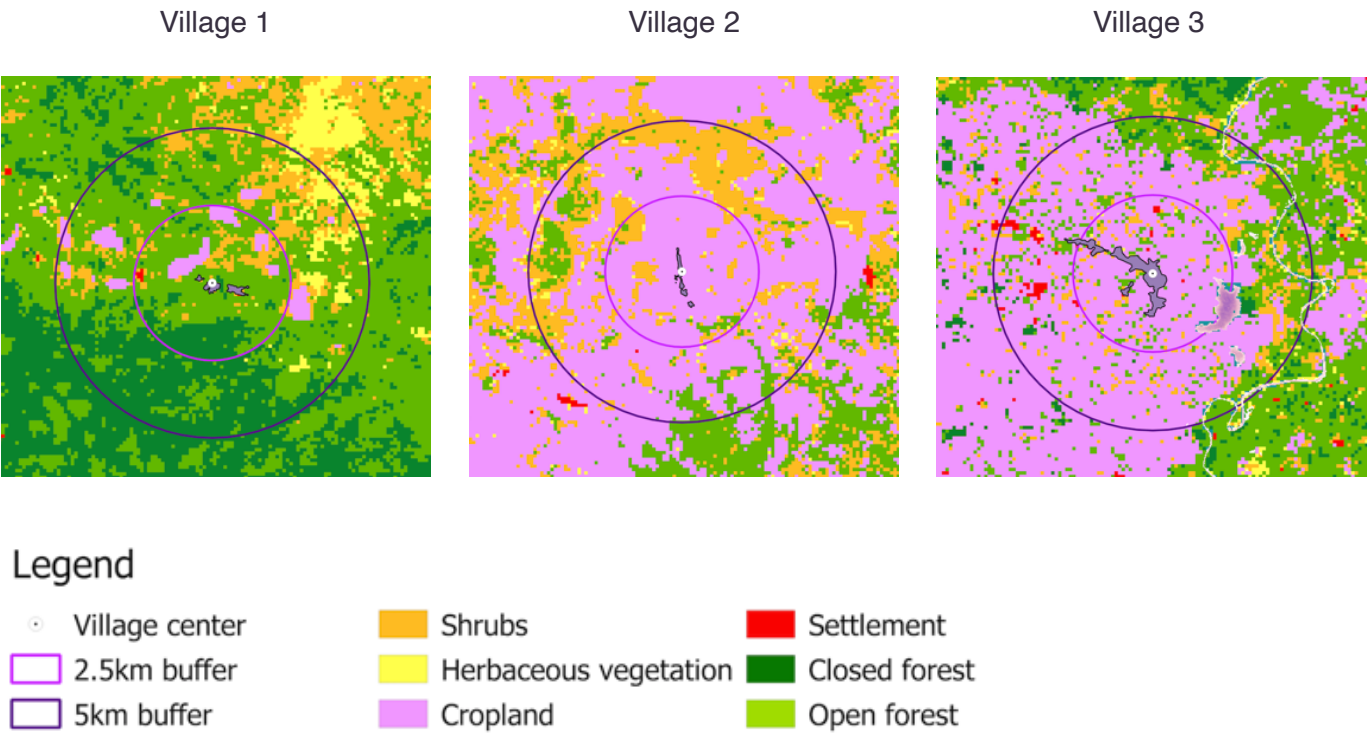 Village 1
Village 2
Village 3
Legend
Village center
2.5km buffer
5km buffer
Shrubs
Herbaceous vegetation
Cropland
Settlement
Closed forest
Open forest